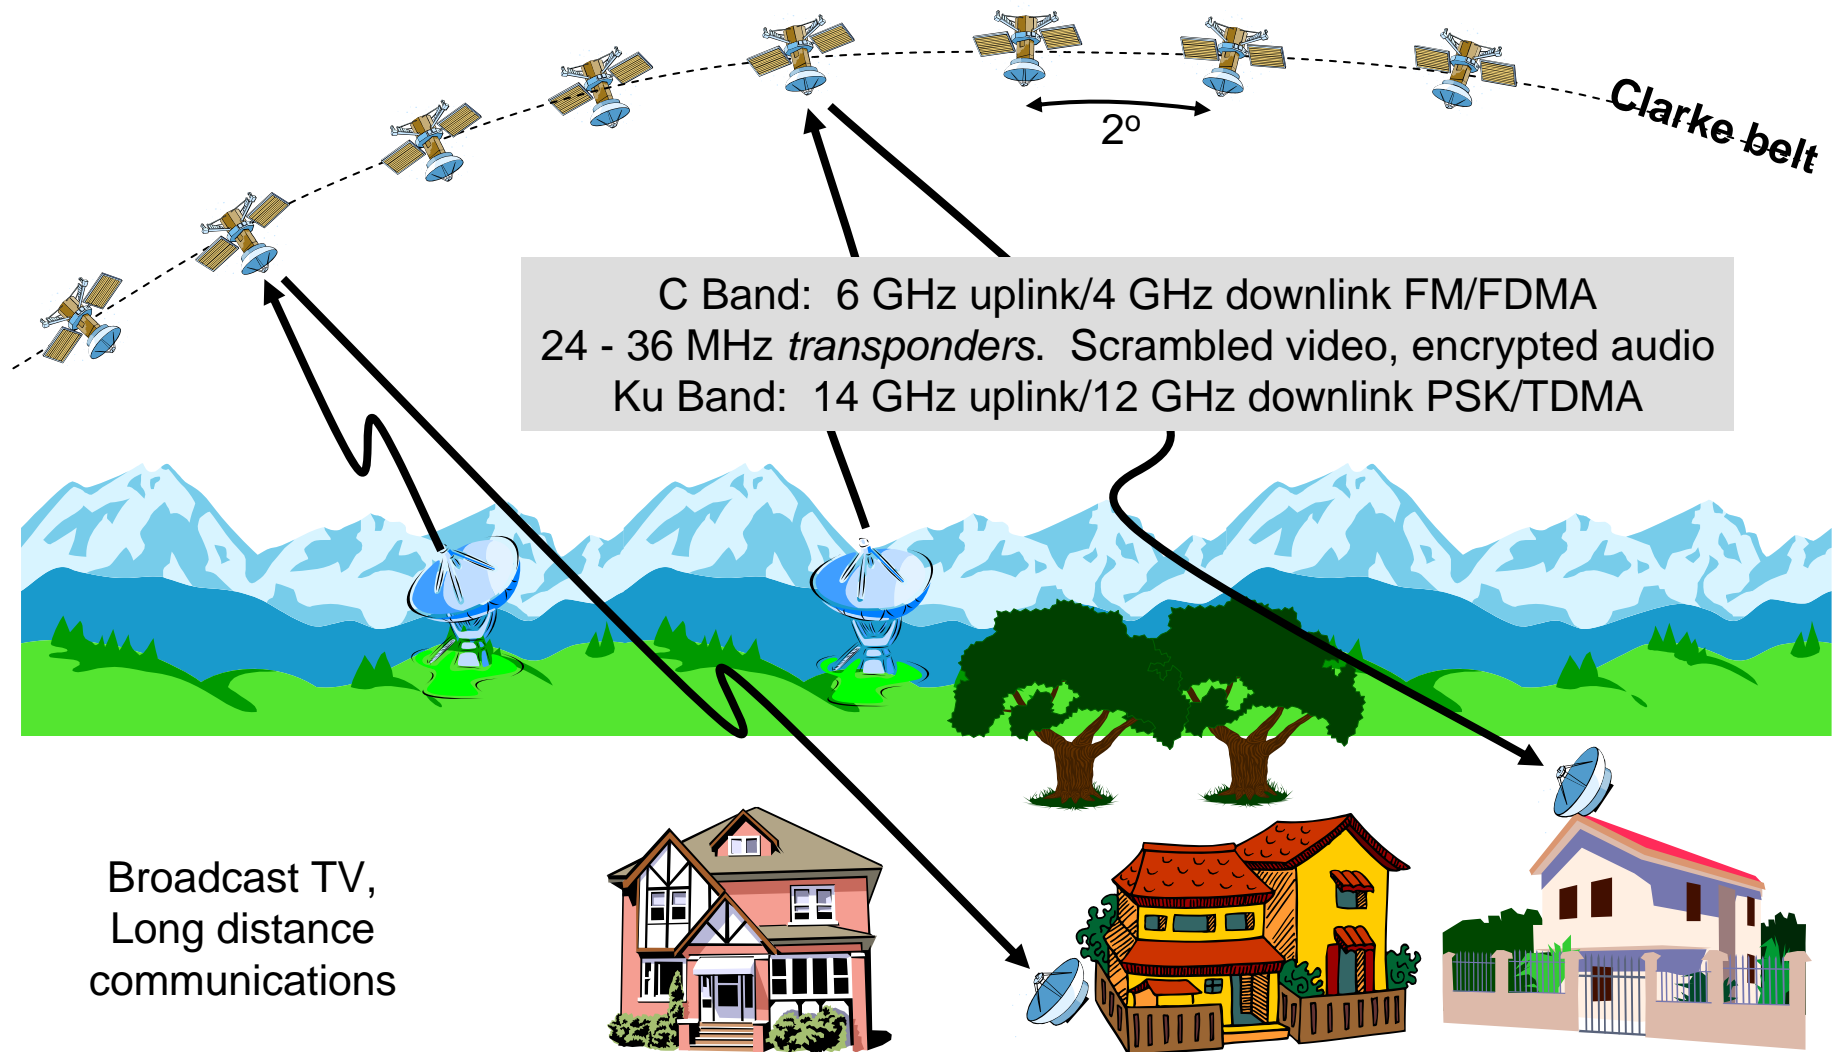 2º
Clarke belt
C Band:  6 GHz uplink/4 GHz downlink FM/FDMA
24 - 36 MHz transponders.  Scrambled video, encrypted audio
Ku Band:  14 GHz uplink/12 GHz downlink PSK/TDMA
Broadcast TV,
Long distance
communications